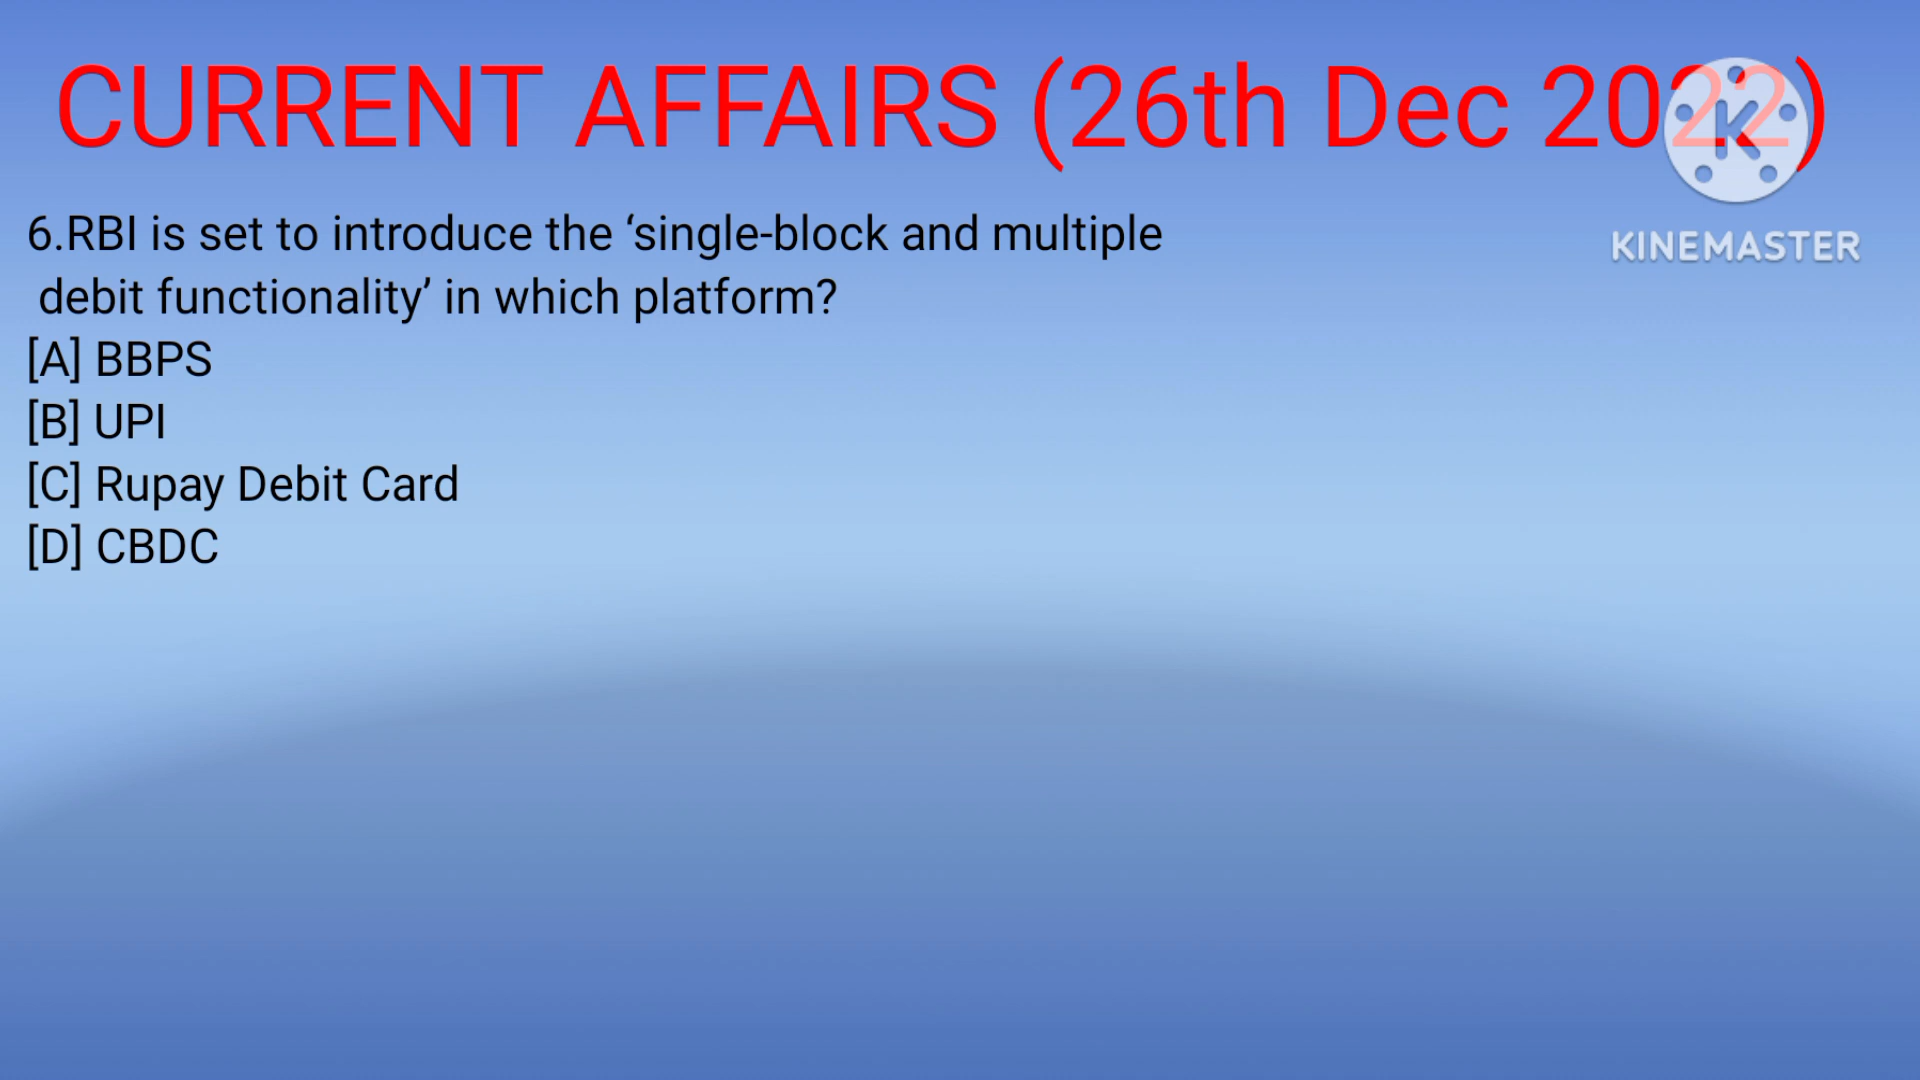 CURRENT AFFAIRS (26th Dec 2022)
KINEMASTER
6.RBI is set to introduce the ‘single-block and multiple
debit functionality’ in which platform?
[A] BBPS
[B] UPI
[C] Rupay Debit Card
[D] CBDC